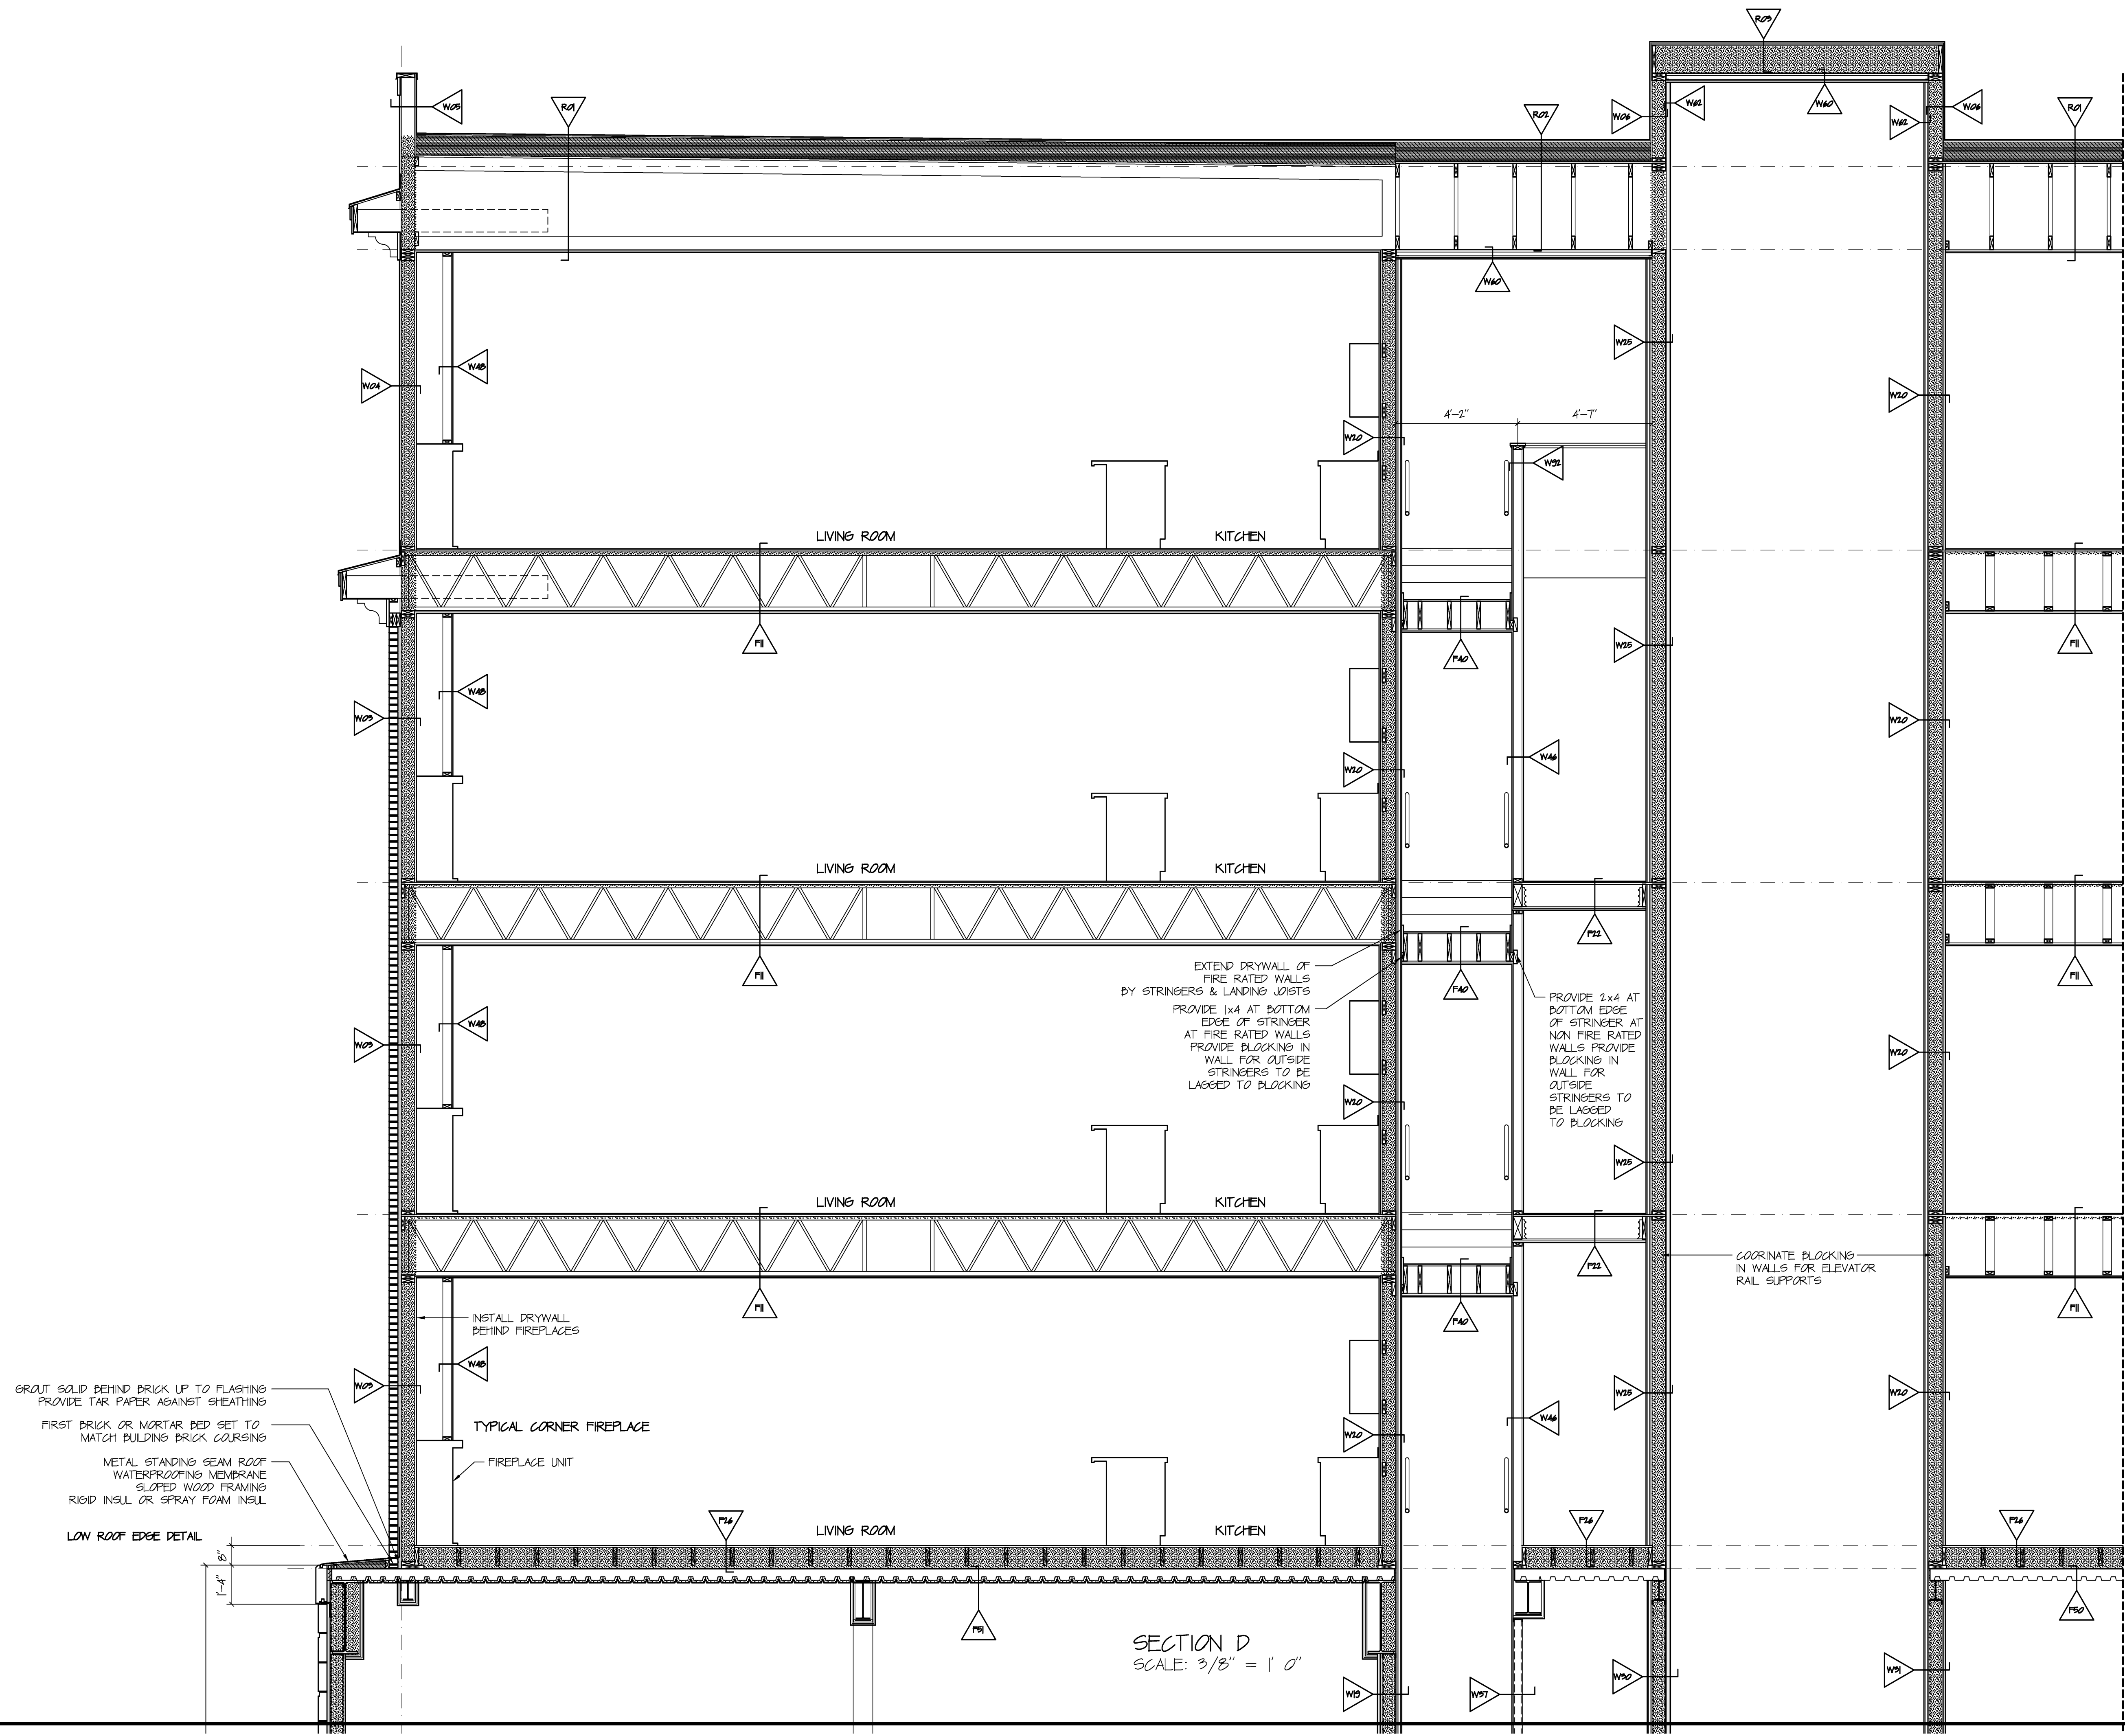 R03
W05
R01
R02
W06
W62
W60
W62
W06
R01
W60
W25
W48
W04
W20
4'-2"
4'-7"
W20
W92
LIVING ROOM
KITCHEN
F11
F40
W25
F11
W48
W03
W20
W46
W20
LIVING ROOM
KITCHEN
F11
F40
F22
F11
EXTEND DRYWALL OF
FIRE RATED WALLS
BY STRINGERS & LANDING JOISTS
PROVIDE 1x4 AT BOTTOM
EDGE OF STRINGER
AT FIRE RATED WALLS
PROVIDE BLOCKING IN
WALL FOR OUTSIDE
STRINGERS TO BE
LAGGED TO BLOCKING
PROVIDE 2x4 AT
BOTTOM EDGE
OF STRINGER AT
NON FIRE RATED
WALLS PROVIDE
BLOCKING IN
WALL FOR
OUTSIDE
STRINGERS TO
BE LAGGED
TO BLOCKING
W48
W03
W20
W20
W25
LIVING ROOM
KITCHEN
F11
F40
F22
F11
COORINATE BLOCKING
IN WALLS FOR ELEVATOR
RAIL SUPPORTS
INSTALL DRYWALL
BEHIND FIREPLACES
W48
W03
W25
W20
GROUT SOLID BEHIND BRICK UP TO FLASHING
PROVIDE TAR PAPER AGAINST SHEATHING
FIRST BRICK OR MORTAR BED SET TO
MATCH BUILDING BRICK COURSING
METAL STANDING SEAM ROOF
WATERPROOFING MEMBRANE
SLOPED WOOD FRAMING
RIGID INSUL OR SPRAY FOAM INSUL
LOW ROOF EDGE DETAIL
TYPICAL CORNER FIREPLACE
FIREPLACE UNIT
W20
W46
LIVING ROOM
KITCHEN
F26
F26
F26
8"
1'-4"
F51
F50
SECTION D
SCALE: 3/8" = 1' 0"
W19
W37
W30
W31